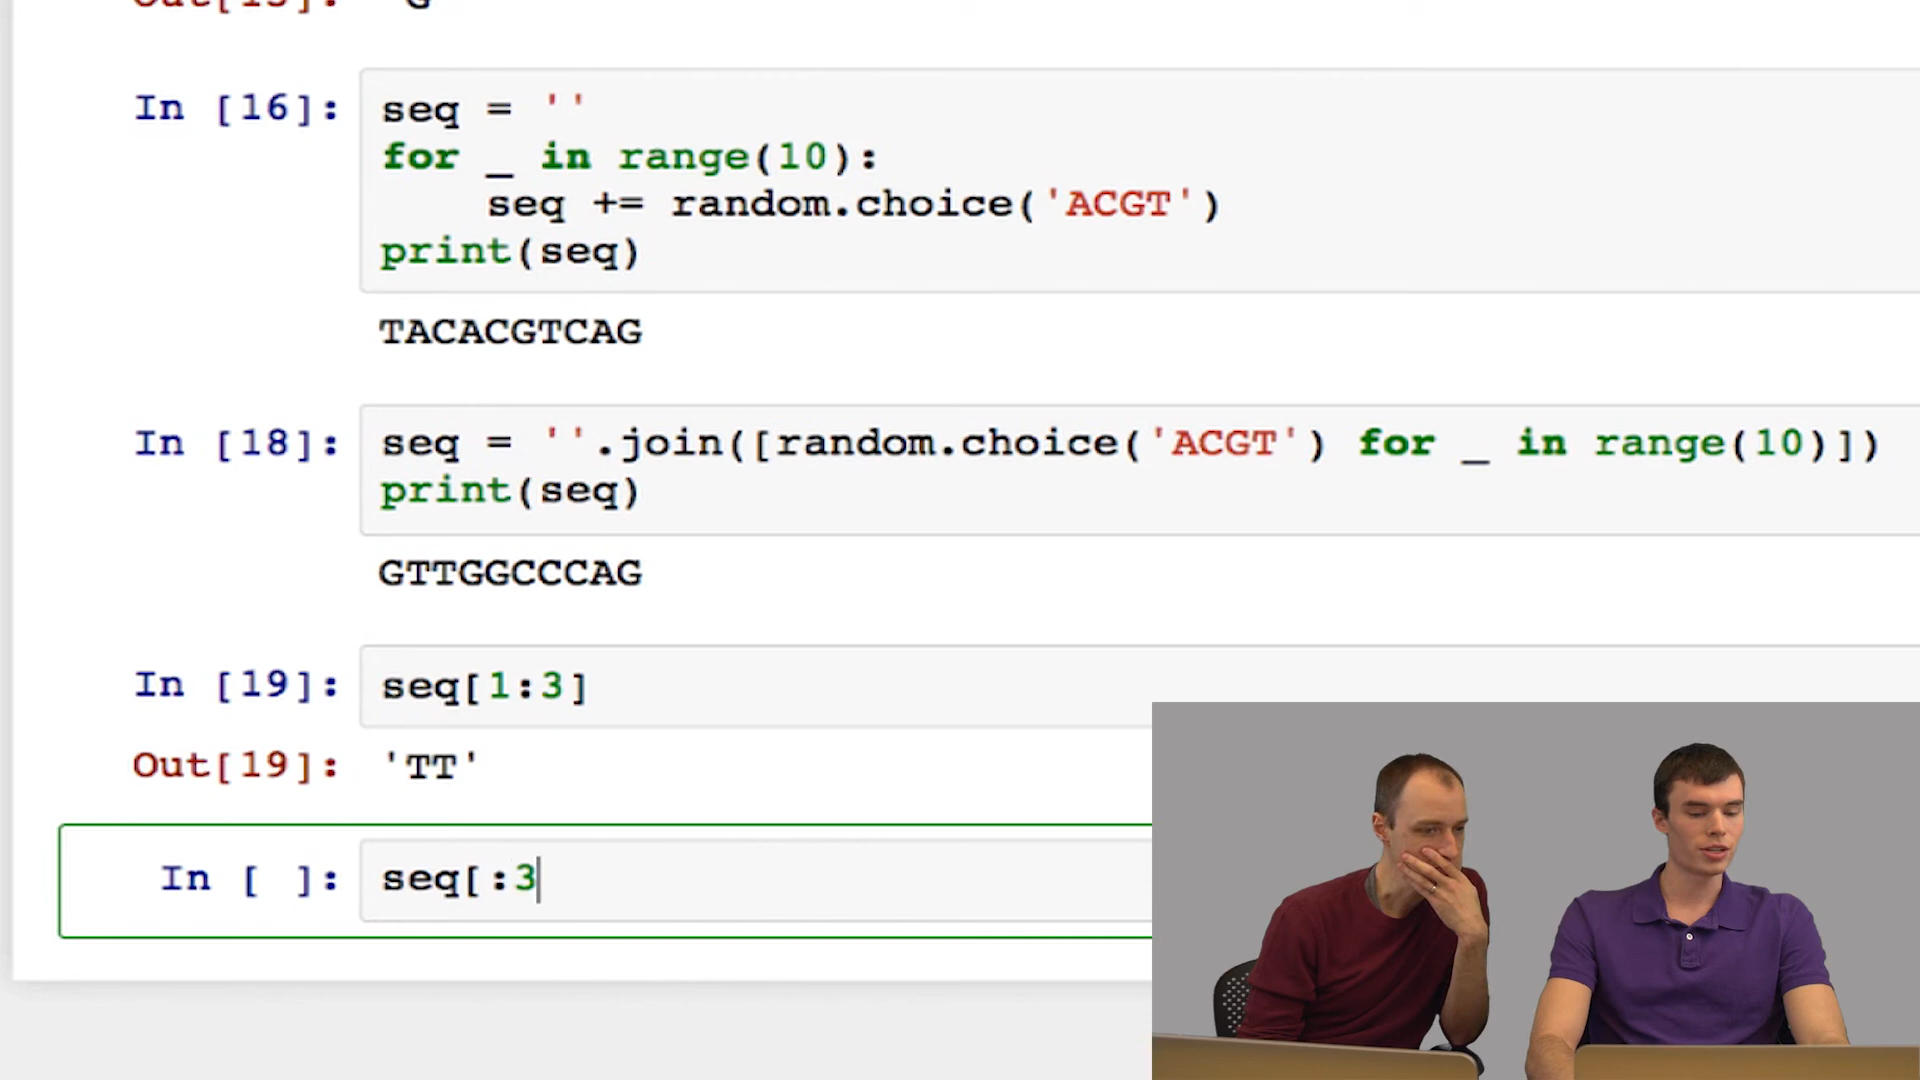 Out[15]: 'G'
In [16]: seq = ''
for _ in range(10):
    seq += random.choice('ACGT')
print(seq)
TACACGTCAG
In [18]: seq = ''.join([random.choice('ACGT') for _ in range(10)])
print(seq)
GTTGGCCCAG
In [19]: seq[1:3]
Out[19]: 'TT'
In [ ]: seq[:3